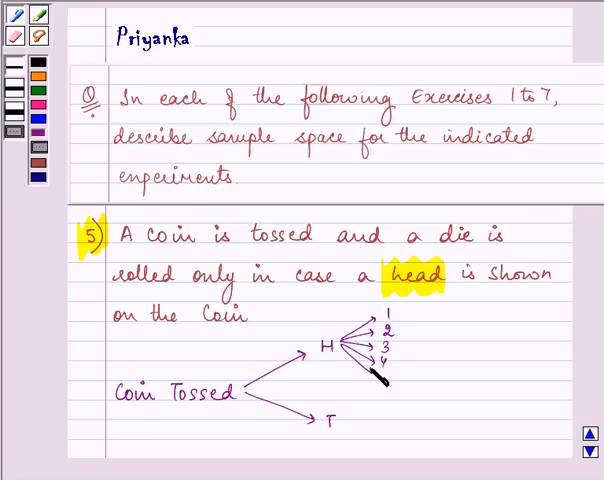 Priyanka
Q In each of the following Exercises 1 to 7,
describe sample space for the indicated
experiments.
5) A coin is tossed and a die is
rolled only in case a head is shown
on the Coin
1
2
H 3
4
Coin Tossed
T